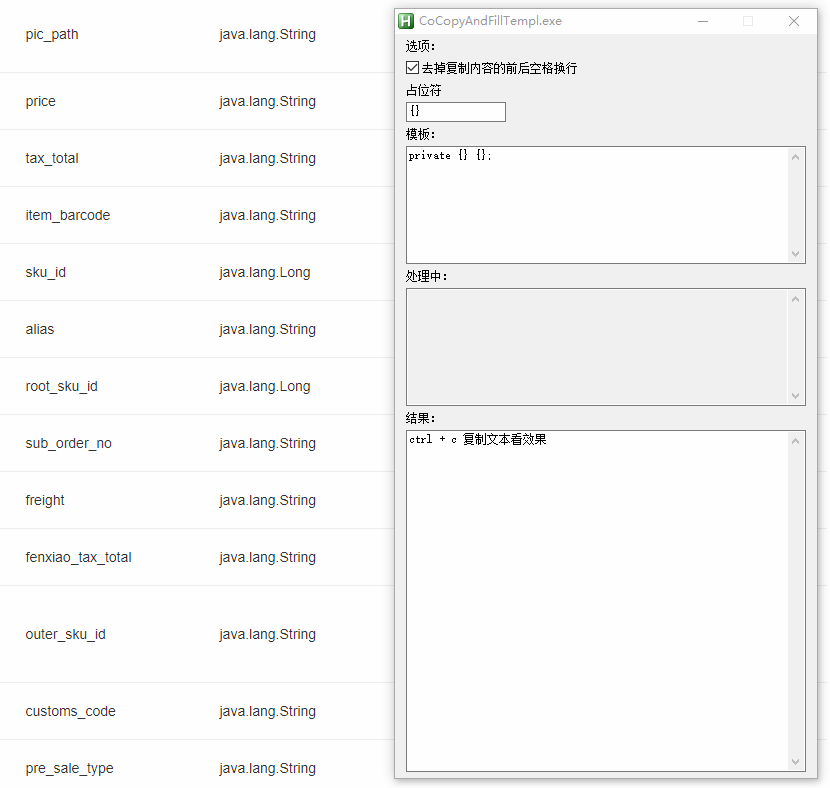 pic_path java.lang.String
price java.lang.String
tax_total java.lang.String
item_barcode java.lang.String
sku_id java.lang.Long
alias java.lang.String
root_sku_id java.lang.Long
sub_order_no java.lang.String
freight java.lang.String
fenxiao_tax_total java.lang.String
outer_sku_id java.lang.String
customs_code java.lang.String
pre_sale_type java.lang.String
H CoCopyAndFillTempl.exe
选项:
去掉复制内容的前后空格换行
占位符
{}
模板:
private {} {};
处理中:
结果:
ctrl + c 复制文本看效果